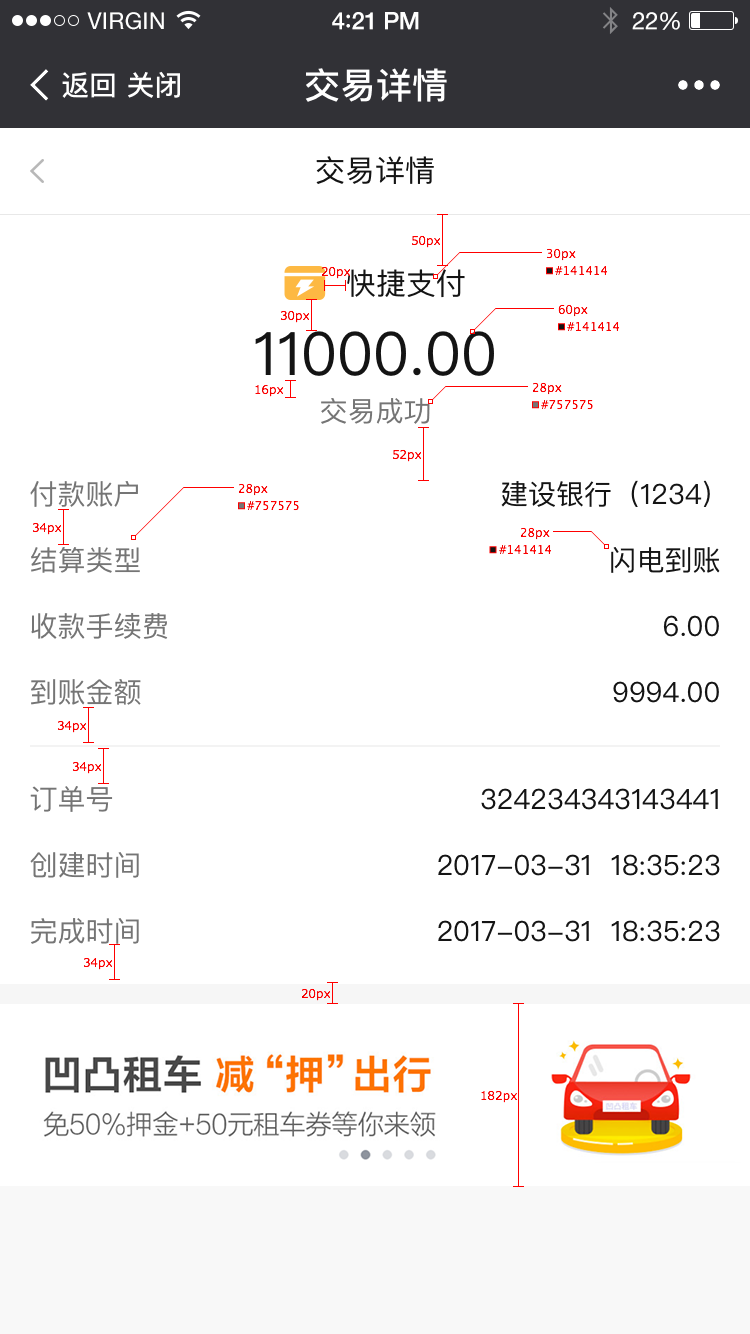 VIRGIN 4:21 PM 22%
返回 关闭 交易详情
交易详情
50px
30px
#141414
20px 快捷支付
30px
60px
#141414
11000.00
16px
28px
#757575
交易成功
52px
付款账户 28px 建设银行（1234）
#757575
34px
28px
#141414
结算类型 闪电到账
收款手续费 6.00
到账金额 9994.00
34px
34px
订单号 324234343143441
创建时间 2017-03-31 18:35:23
完成时间 2017-03-31 18:35:23
34px
20px
凹凸租车 减“押”出行
182px
免50%押金+50元租车券等你来领
凹凸租车